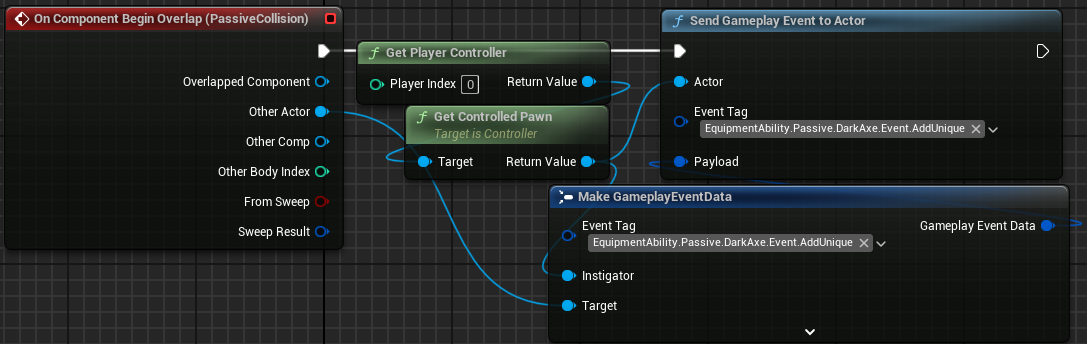 On Component Begin Overlap (PassiveCollision)
Overlapped Component
Other Actor
Other Comp
Other Body Index
From Sweep
Sweep Result
f Get Player Controller
Player Index 0
Return Value
f Get Controlled Pawn
Target is Controller
Target
Return Value
f Send Gameplay Event to Actor
Actor
Event Tag
EquipmentAbility.Passive.DarkAxe.Event.AddUnique
Payload
Make GameplayEventData
Event Tag
EquipmentAbility.Passive.DarkAxe.Event.AddUnique
Gameplay Event Data
Instigator
Target